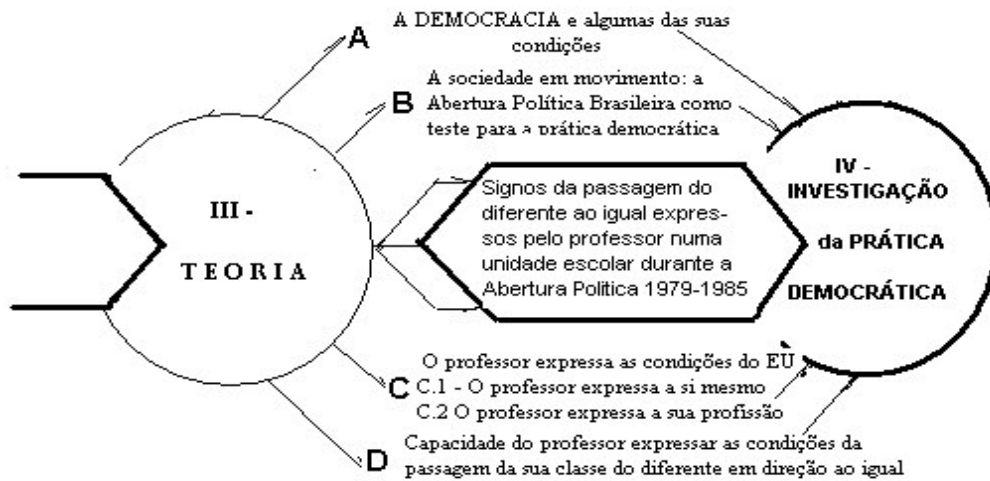 A
A DEMOCRACIA e algumas das suas
condições
B
A sociedade em movimento: a
Abertura Política Brasileira como
teste para a prática democrática
III -
T E O R I A
Signos da passagem do
diferente ao igual expres-
sos pelo professor numa
unidade escolar durante a
Abertura Politica 1979-1985
IV -
INVESTIGAÇÃO
da PRÁTICA
DEMOCRÁTICA
C
O professor expressa as condições do EU
C.1 - O professor expressa a si mesmo
C.2 O professor expressa a sua profissão
D
Capacidade do professor expressar as condições da
passagem da sua classe do diferente em direção ao igual